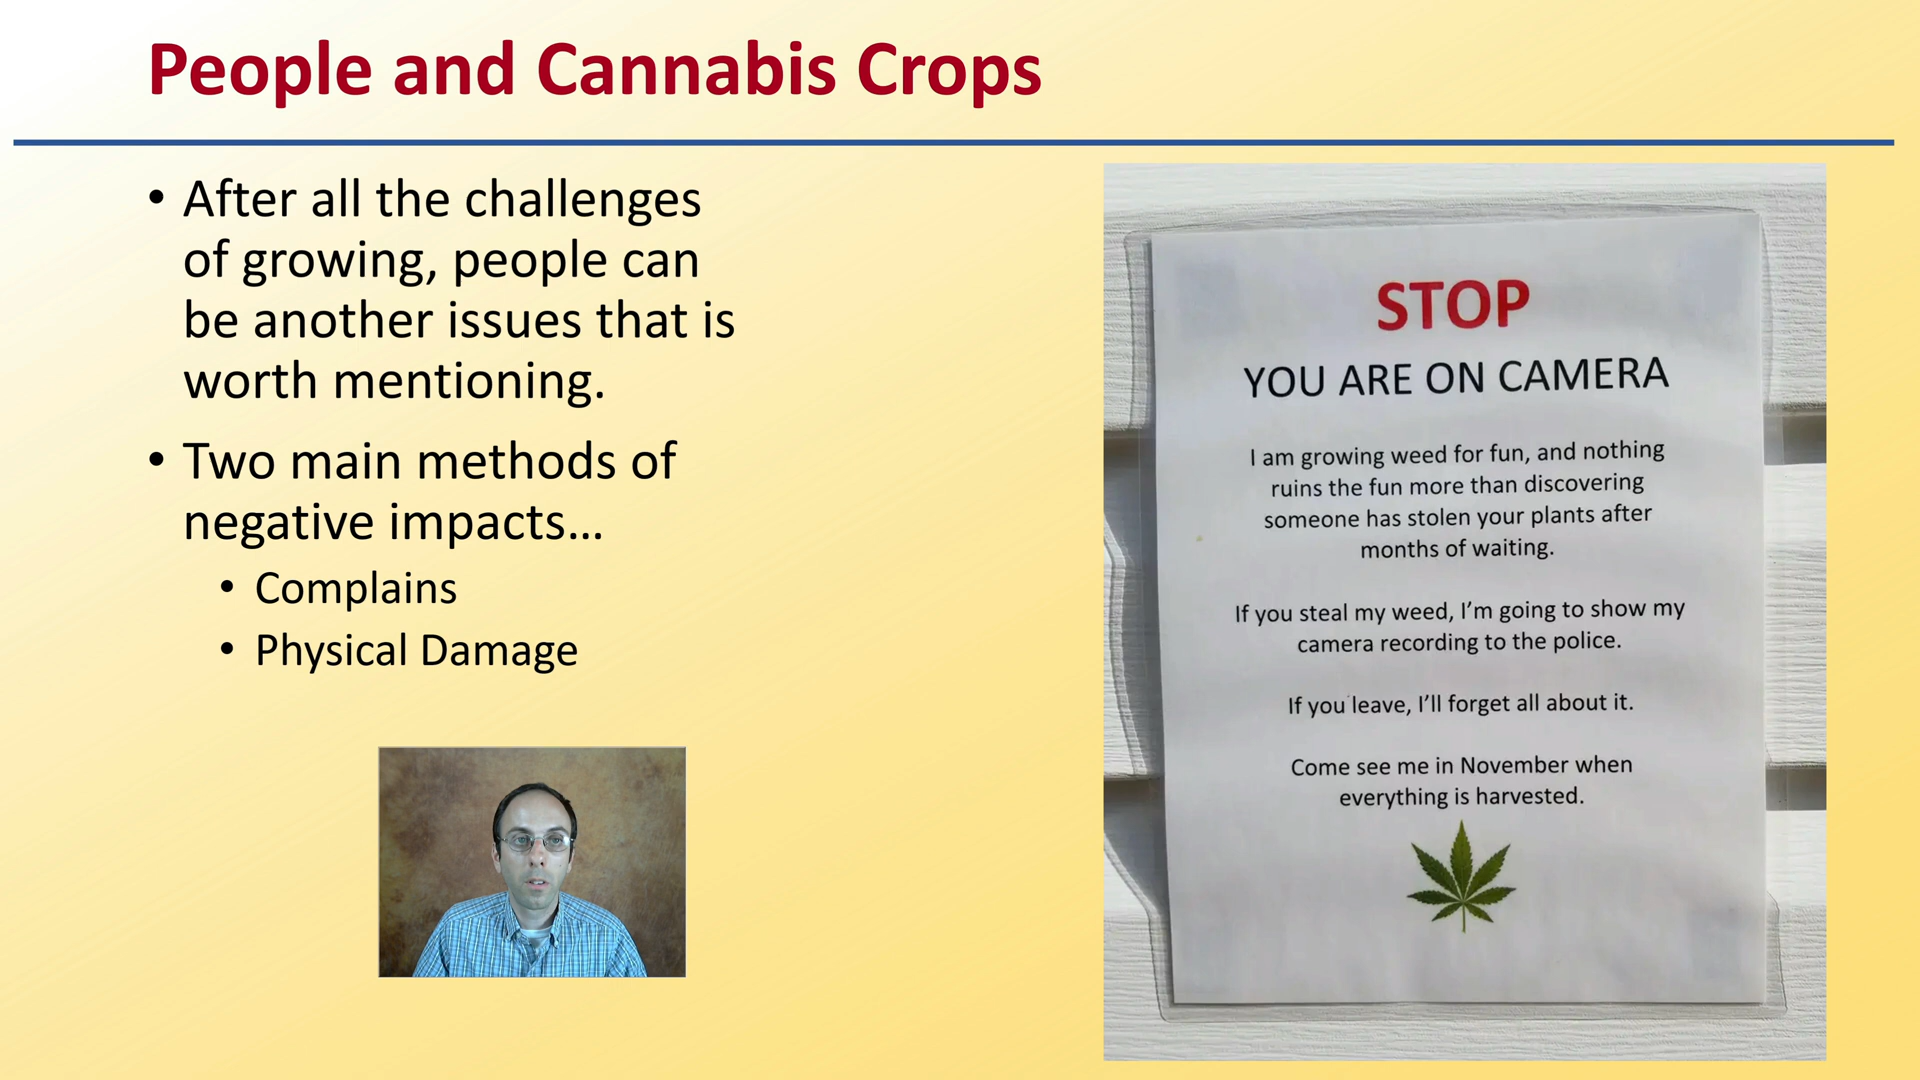 People and Cannabis Crops
• After all the challenges
of growing, people can
be another issues that is
worth mentioning.
• Two main methods of
negative impacts…
• Complains
• Physical Damage
STOP
YOU ARE ON CAMERA
I am growing weed for fun, and nothing
ruins the fun more than discovering
someone has stolen your plants after
months of waiting.
If you steal my weed, I'm going to show my
camera recording to the police.
If you leave, I'll forget all about it.
Come see me in November when
everything is harvested.